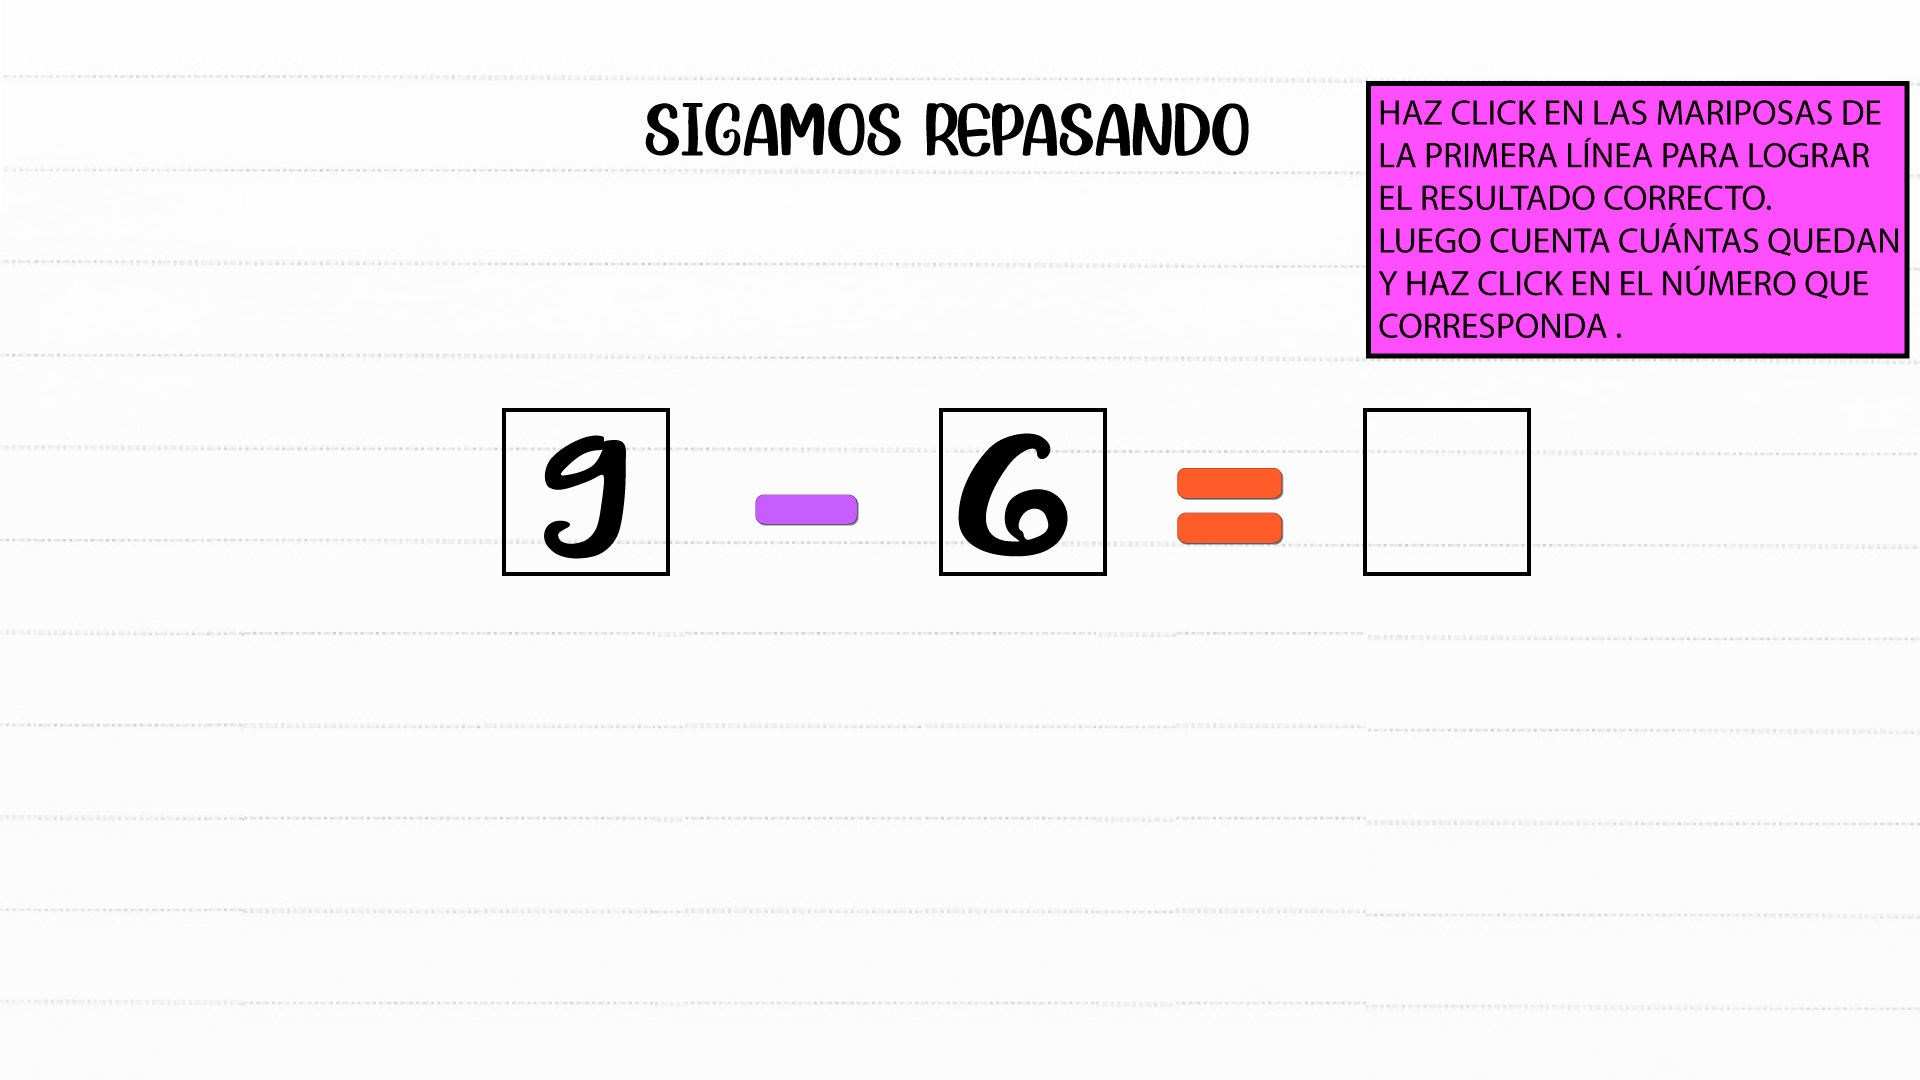 SIGAMOS REPASANDO
HAZ CLICK EN LAS MARIPOSAS DE
LA PRIMERA LÍNEA PARA LOGRAR
EL RESULTADO CORRECTO.
LUEGO CUENTA CUÁNTAS QUEDAN
Y HAZ CLICK EN EL NÚMERO QUE
CORRESPONDA .
9 - 6 =